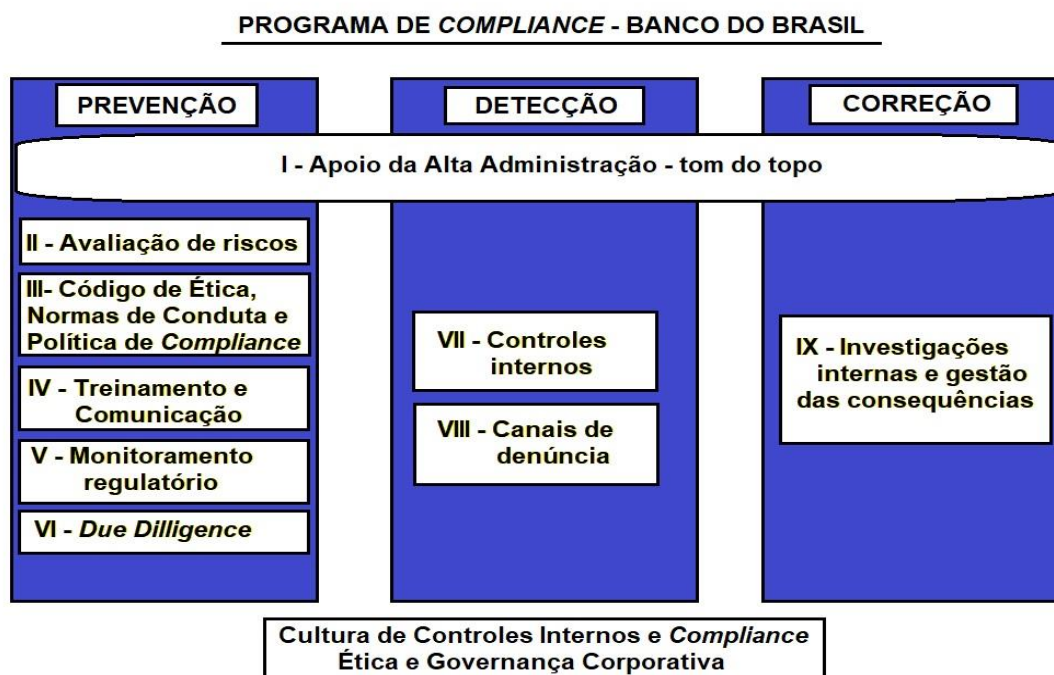 PROGRAMA DE COMPLIANCE - BANCO DO BRASIL
PREVENÇÃO
DETECÇÃO
CORREÇÃO
I - Apoio da Alta Administração - tom do topo
II - Avaliação de riscos
III- Código de Ética,
Normas de Conduta e
Política de Compliance
IV - Treinamento e
Comunicação
V - Monitoramento
regulatório
VI - Due Dilligence
VII - Controles
internos
VIII - Canais de
denúncia
IX - Investigações
internas e gestão
das consequências
Cultura de Controles Internos e Compliance
Ética e Governança Corporativa